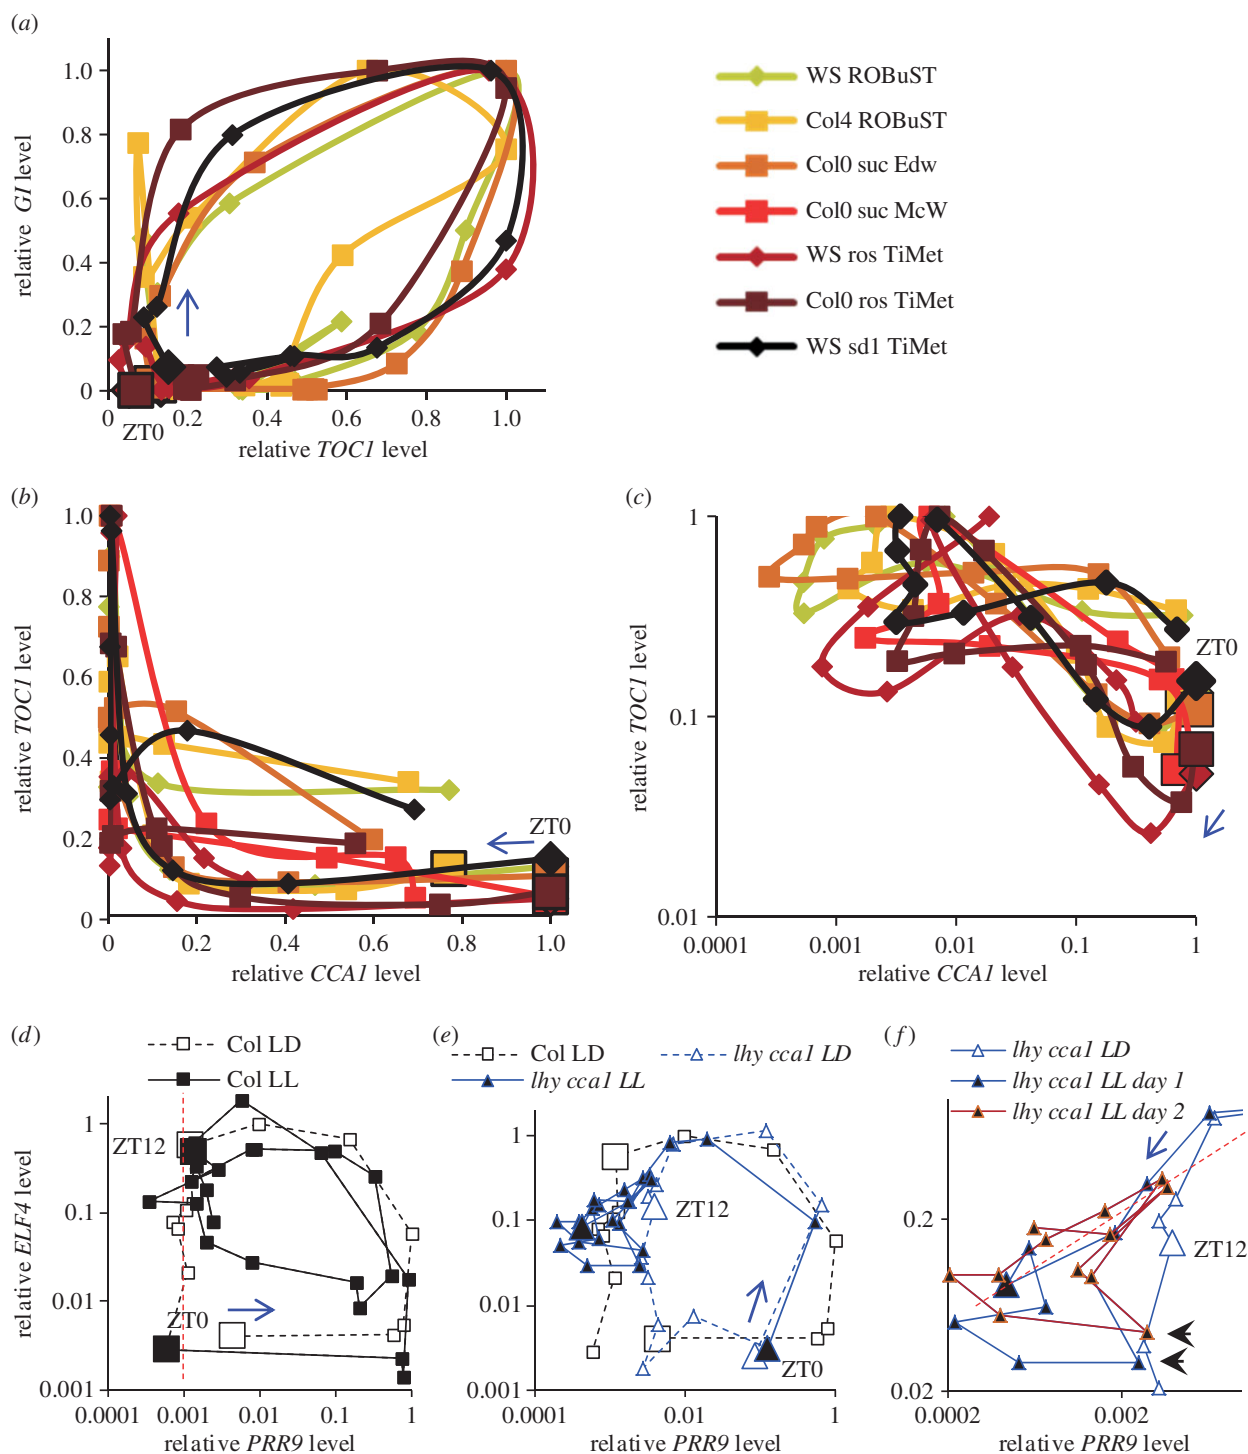 (a)
1.0
0.8
0.6
0.4
0.2
0
relative GI level
0 0.2 0.4 0.6 0.8 1.0
ZT0
relative TOC1 level
WS ROBuST
Col4 ROBuST
Col0 suc Edw
Col0 suc McW
WS ros TiMet
Col0 ros TiMet
WS sd1 TiMet
(b)
1.0
0.8
0.6
0.4
0.2
0
relative TOC1 level
ZT0
0 0.2 0.4 0.6 0.8 1.0
relative CCA1 level
(c)
1
0.1
0.01
relative TOC1 level
ZT0
0.0001 0.001 0.01 0.1 1
relative CCA1 level
(d)
Col LD
Col LL
1
0.1
0.01
0.001
relative ELF4 level
ZT12
ZT0
0.0001 0.001 0.01 0.1 1
relative PRR9 level
(e)
Col LD
lhy cca1 LD
lhy cca1 LL
1
0.1
0.01
0.001
ZT12
ZT0
0.0001 0.01 1
relative PRR9 level
(f)
lhy cca1 LD
lhy cca1 LL day 1
lhy cca1 LL day 2
0.2
0.02
ZT12
0.0002 0.002
relative PRR9 level